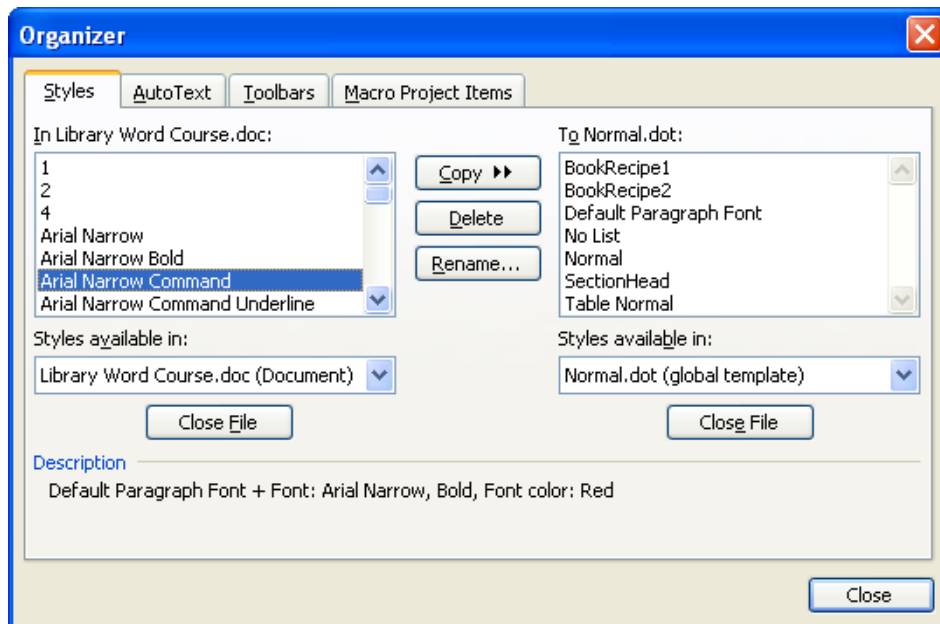 Organizer
Styles AutoText Toolbars Macro Project Items
In Library Word Course.doc:
1
2
4
Arial Narrow
Arial Narrow Bold
Arial Narrow Command
Arial Narrow Command Underline
Copy
Delete
Rename...
To Normal.dot:
BookRecipe1
BookRecipe2
Default Paragraph Font
No List
Normal
SectionHead
Table Normal
Styles available in:
Library Word Course.doc (Document)
Close File
Styles available in:
Normal.dot (global template)
Close File
Description
Default Paragraph Font + Font: Arial Narrow, Bold, Font color: Red
Close